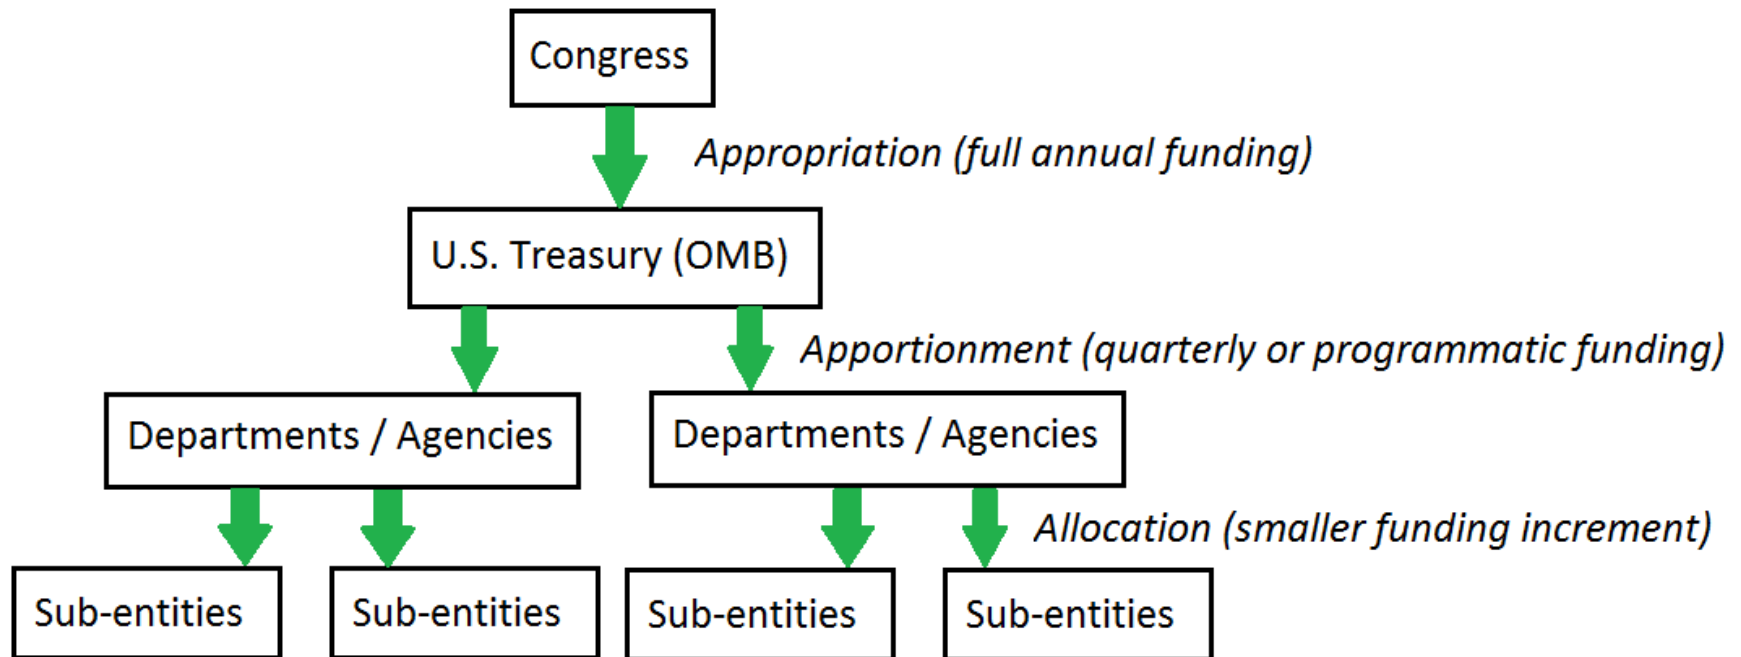 Congress
Appropriation (full annual funding)
U.S. Treasury (OMB)
Apportionment (quarterly or programmatic funding)
Departments / Agencies
Departments / Agencies
Allocation (smaller funding increment)
Sub-entities
Sub-entities
Sub-entities
Sub-entities